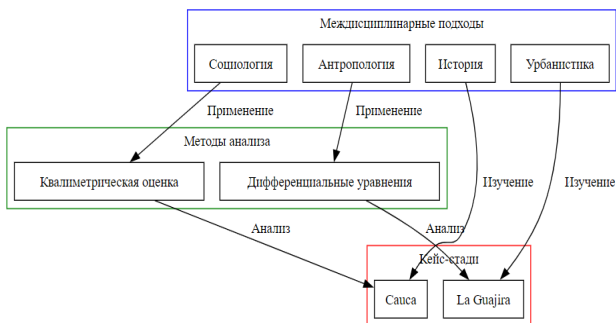 Междисциплинарные подходы
Социология
Антропология
История
Урбанистика
Применение
Применение
Методы анализа
Квалиметрическая оценка
Дифференциальные уравнения
Изучение
Изучение
Анализ
Анализ
Кейс-стади
Cauca
La Guajira